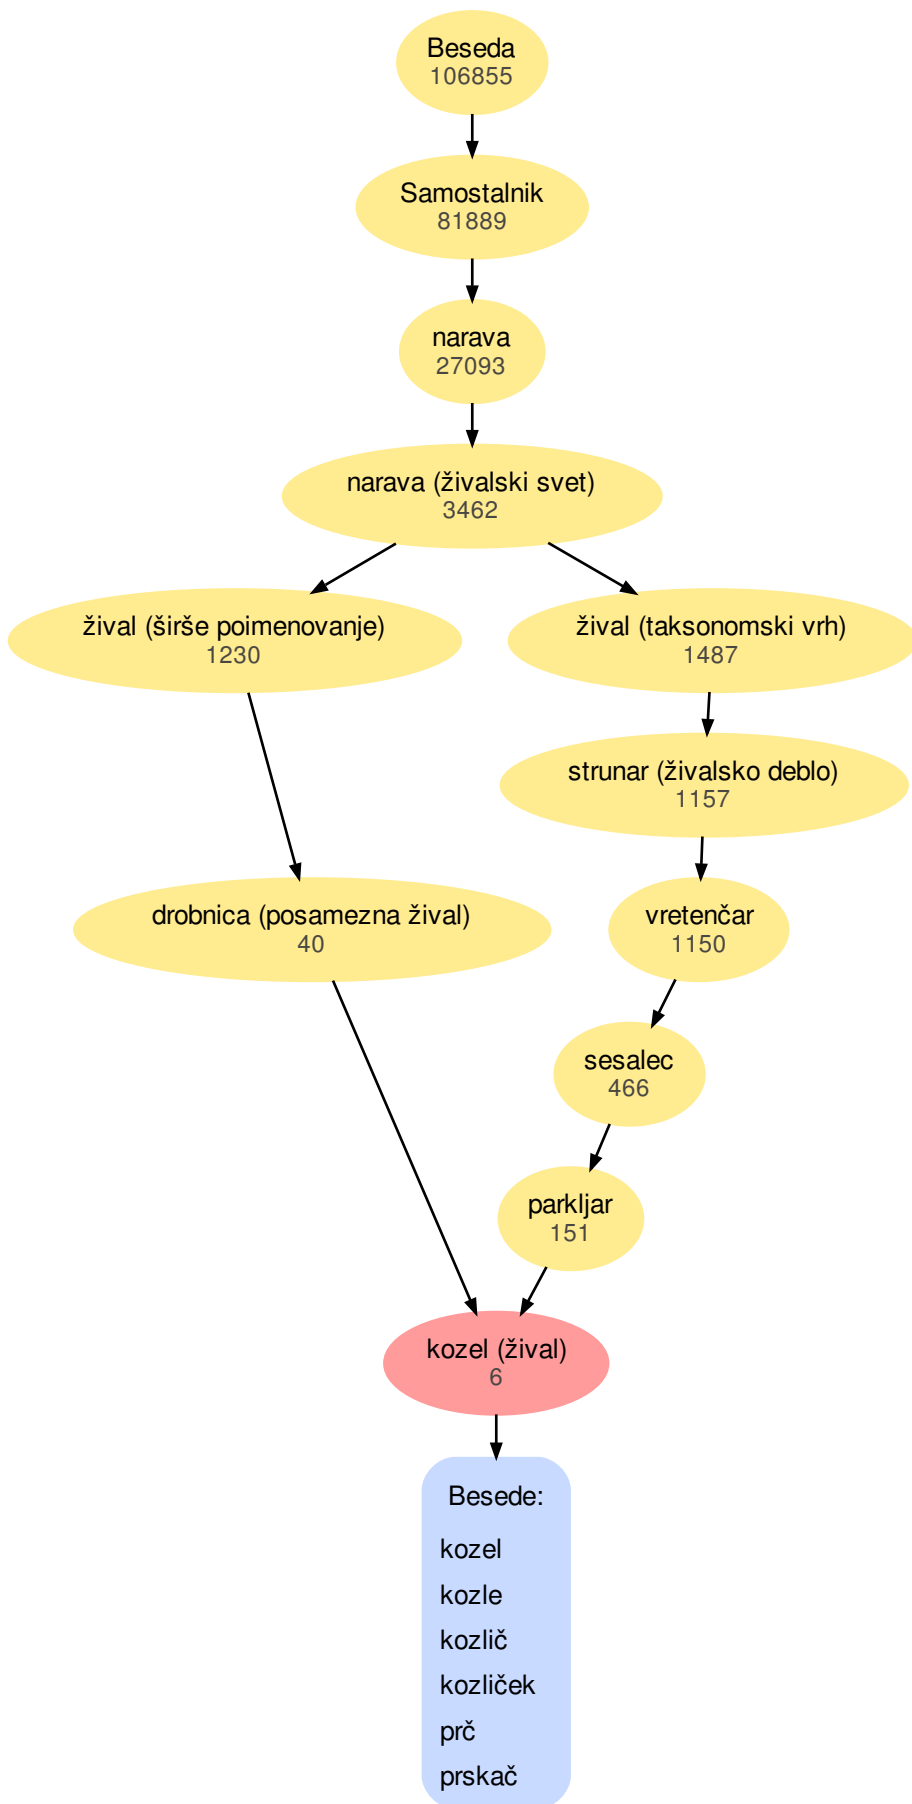 Beseda
106855
Samostalnik
81889
narava
27093
narava (živalski svet)
3462
žival (širše poimenovanje)
1230
žival (taksonomski vrh)
1487
strunar (živalsko deblo)
1157
drobnica (posamezna žival)
40
vretenčar
1150
sesalec
466
parkljar
151
kozel (žival)
6
Besede:
kozel
kozle
kozlič
kozliček
prč
prskač